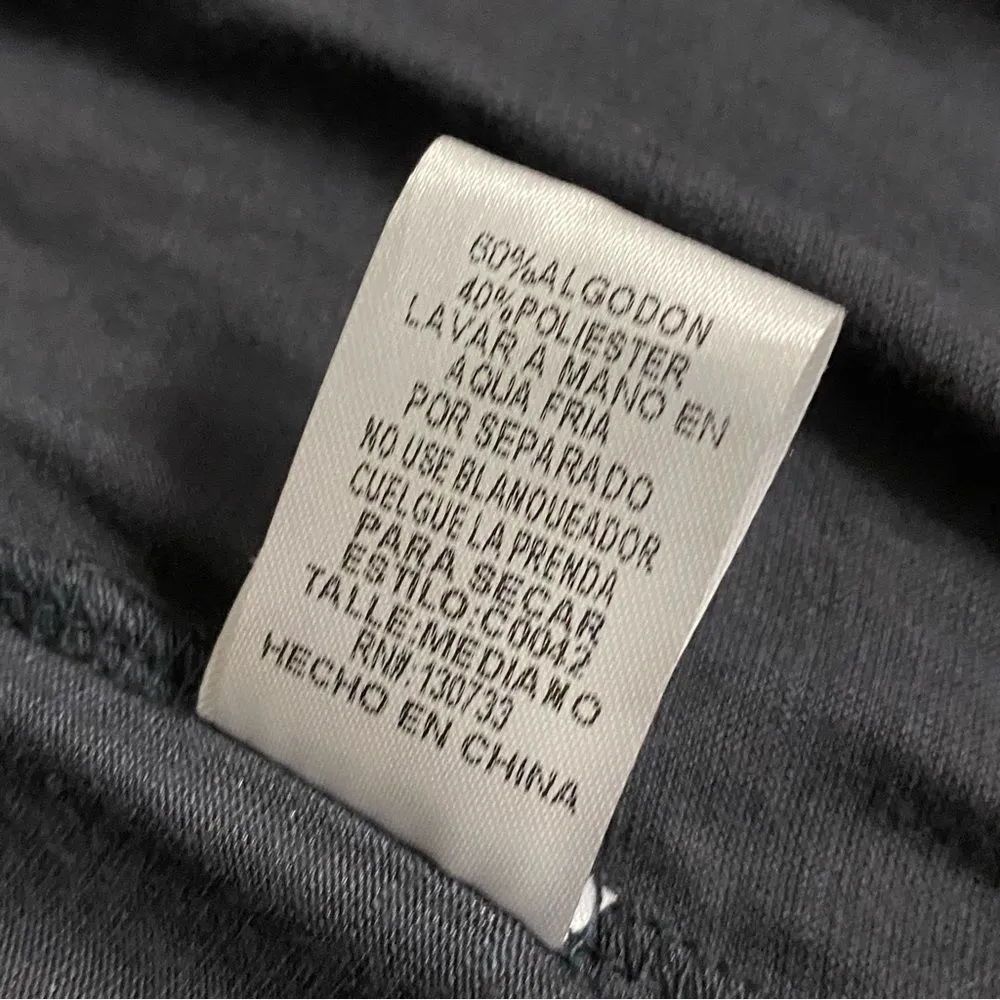 60%ALGODON
40%POLIESTER
LAVAR A MANO EN
AQUA FRIA
POR SEPARADO
NO USE BLANQUEADOR
CUELGUE LA PRENDA
PARA SECAR
ESTILO:C0042
TALLE:MEDIAMO
RN#,130733
HECHO EN CHINA